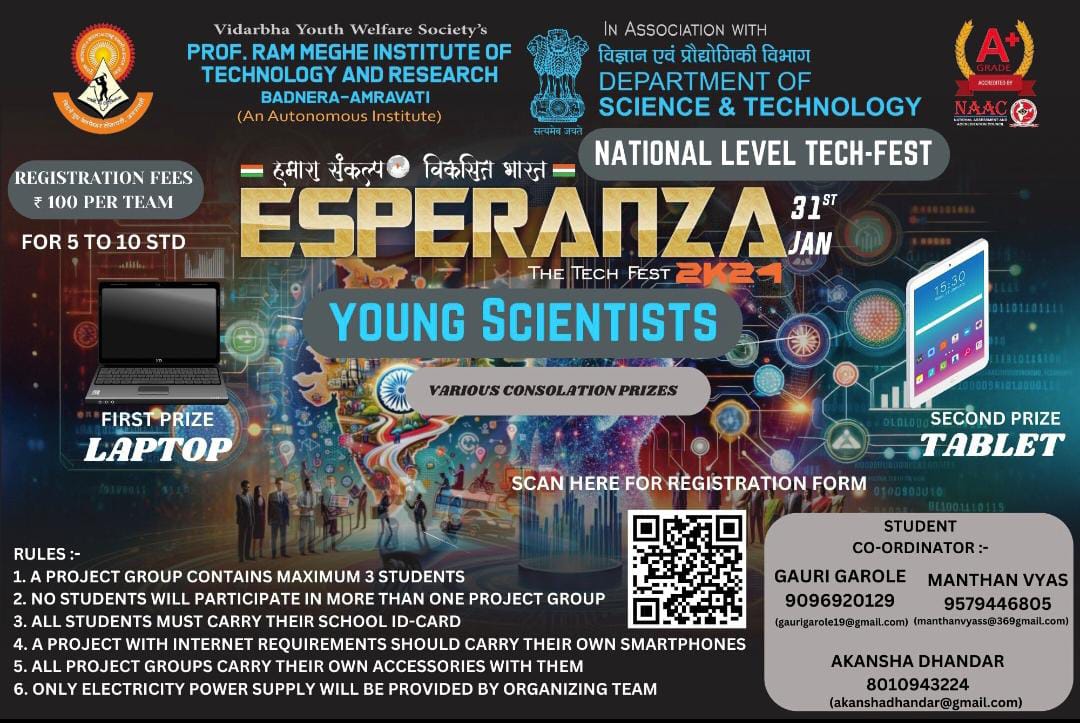 Vidarbha Youth Welfare Society's
PROF. RAM MEGHE INSTITUTE OF
TECHNOLOGY AND RESEARCH
BADNERA-AMRAVATI
(An Autonomous Institute)
सत्यमेव जयते
IN ASSOCIATION WITH
विज्ञान एवं प्रौद्योगिकी विभाग
DEPARTMENT OF
SCIENCE & TECHNOLOGY
A+
GRADE
ACCREDITED BY
NAAC
NATIONAL ASSESSMENT AND
ACCREDITATION COUNCIL
NATIONAL LEVEL TECH-FEST
REGISTRATION FEES
₹ 100 PER TEAM
FOR 5 TO 10 STD
हमारा संकल्प विकसित भारत
ESPERANZA
31ST
JAN
THE TECH FEST 2K24
YOUNG SCIENTISTS
VARIOUS CONSOLATION PRIZES
15:30
FIRST PRIZE
LAPTOP
SECOND PRIZE
TABLET
SCAN HERE FOR REGISTRATION FORM
RULES :-
1. A PROJECT GROUP CONTAINS MAXIMUM 3 STUDENTS
2. NO STUDENTS WILL PARTICIPATE IN MORE THAN ONE PROJECT GROUP
3. ALL STUDENTS MUST CARRY THEIR SCHOOL ID-CARD
4. A PROJECT WITH INTERNET REQUIREMENTS SHOULD CARRY THEIR OWN SMARTPHONES
5. ALL PROJECT GROUPS CARRY THEIR OWN ACCESSORIES WITH THEM
6. ONLY ELECTRICITY POWER SUPPLY WILL BE PROVIDED BY ORGANIZING TEAM
STUDENT
CO-ORDINATOR :-
GAURI GAROLE
9096920129
(gaurigarole19@gmail.com)
MANTHAN VYAS
9579446805
(manthanvyass@369gmail.com)
AKANSHA DHANDAR
8010943224
(akanshadhandar@gmail.com)